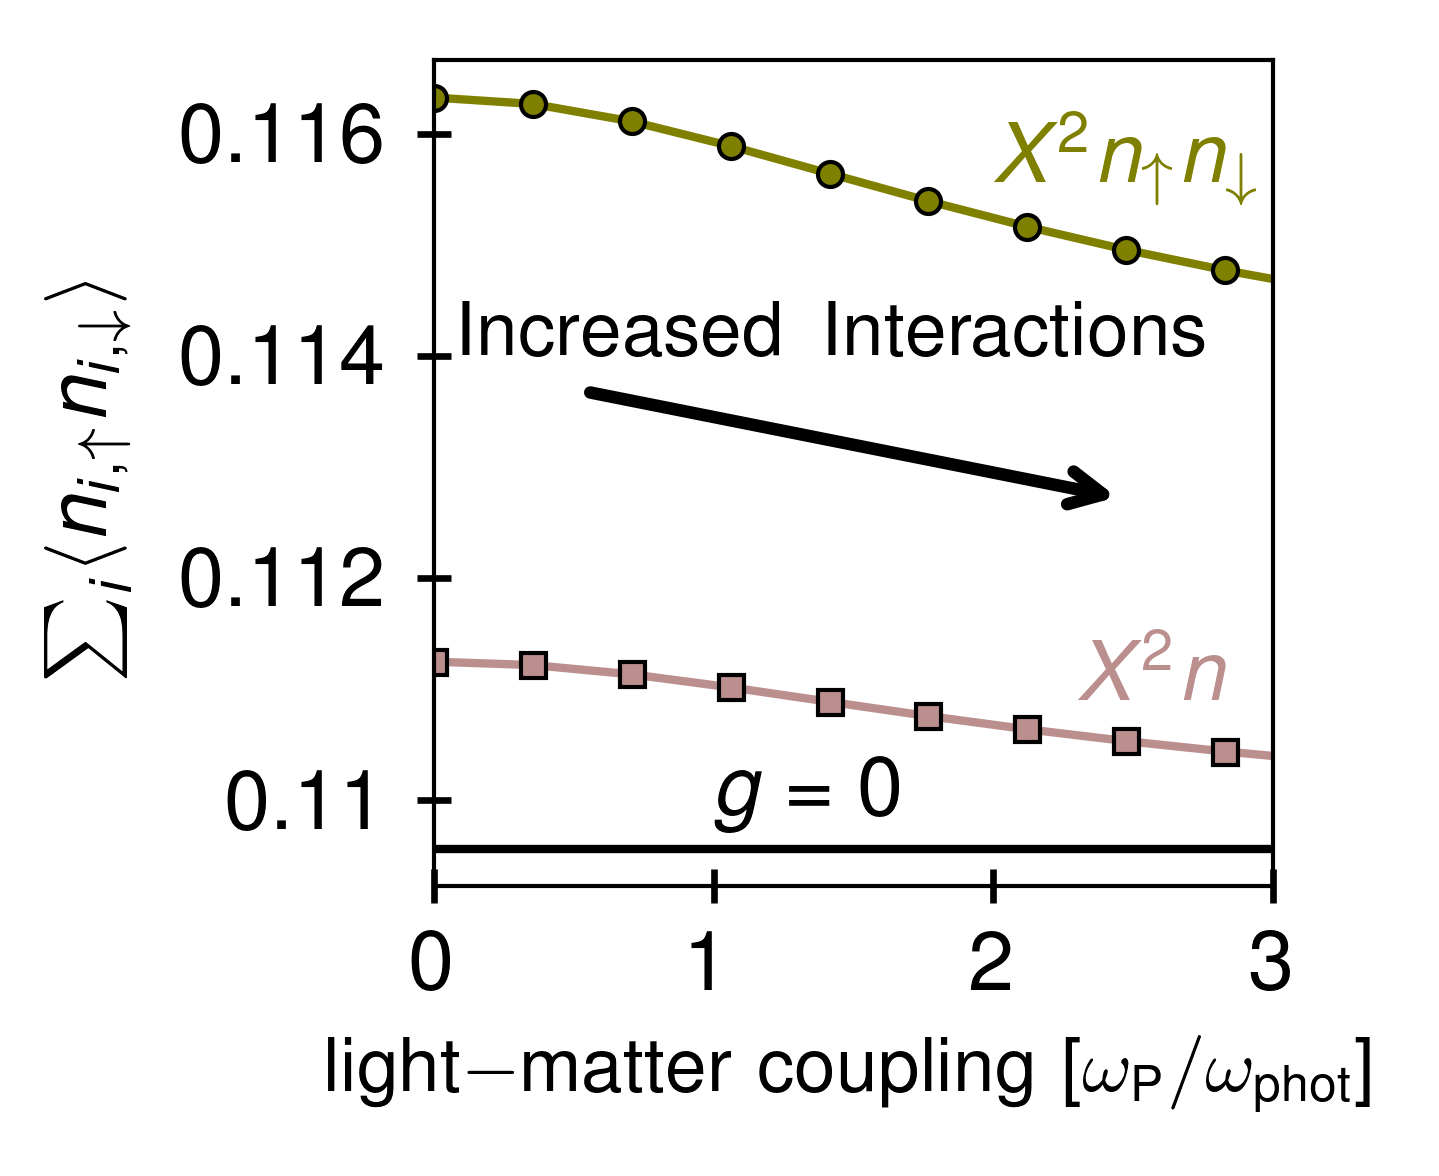 0.116
0.114
0.112
0.11
∑ᵢ⟨nᵢ,↑nᵢ,↓⟩
X²n↑n↓
Increased Interactions
X²n
g = 0
0 1 2 3
light−matter coupling [ωP/ωphot]